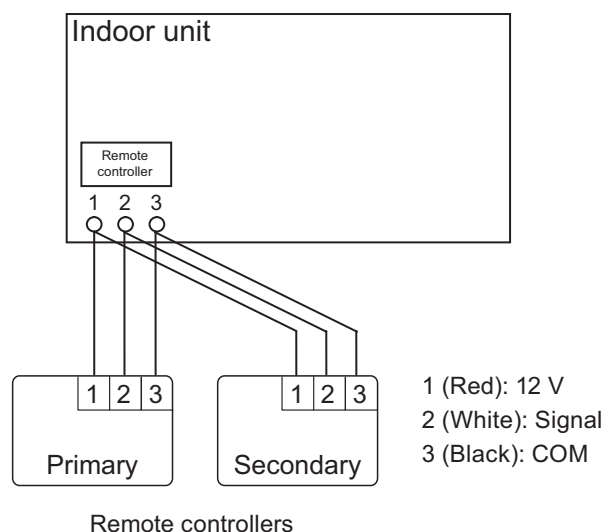 Indoor unit
Remote
controller
1 2 3
1 2 3
1 2 3
1 (Red): 12 V
2 (White): Signal
3 (Black): COM
Primary
Secondary
Remote controllers